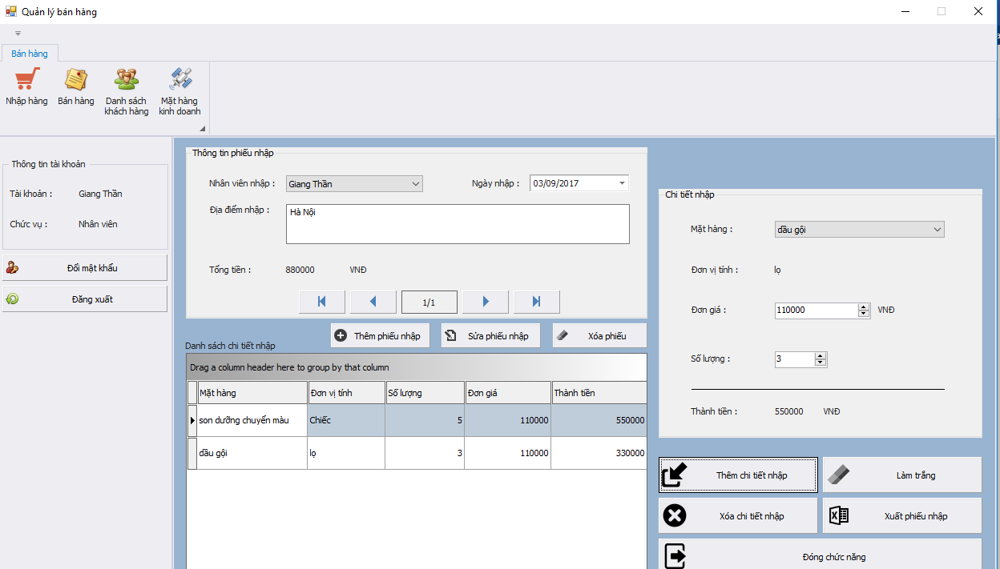 Quản lý bán hàng
Bán hàng
Nhập hàng
Bán hàng
Danh sách
khách hàng
Mặt hàng
kinh doanh
Thông tin tài khoản
Tài khoản : Giang Thần
Chức vụ : Nhân viên
Đổi mật khẩu
Đăng xuất
Thông tin phiếu nhập
Nhân viên nhập : Giang Thần Ngày nhập : 03/09/2017
Địa điểm nhập : Hà Nội
Tổng tiền : 880000 VNĐ
1/1
Thêm phiếu nhập Sửa phiếu nhập Xóa phiếu
Danh sách chi tiết nhập
Drag a column header here to group by that column
Mặt hàng Đơn vị tính Số lượng Đơn giá Thành tiền
son dưỡng chuyển màu Chiếc 5 110000 550000
dầu gội lọ 3 110000 330000
Chi tiết nhập
Mặt hàng : dầu gội
Đơn vị tính : lọ
Đơn giá : 110000 VNĐ
Số lượng : 3
Thành tiền : 550000 VNĐ
Thêm chi tiết nhập Làm trắng
Xóa chi tiết nhập Xuất phiếu nhập
Đóng chức năng